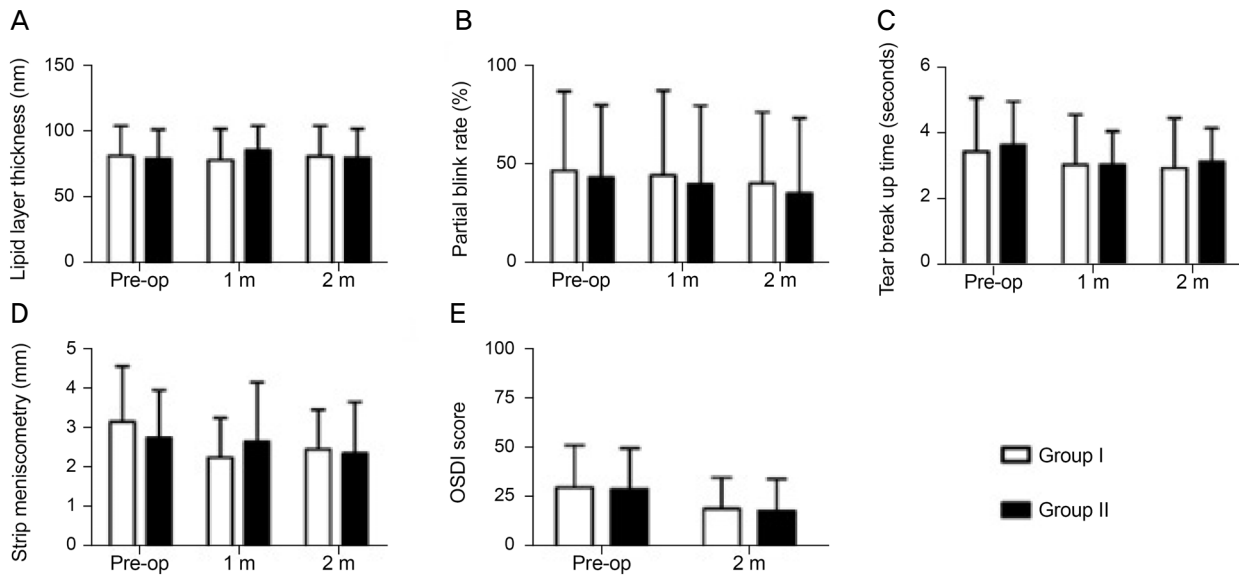 A
Lipid layer thickness (nm)
150
100
50
0
Pre-op 1 m 2 m
B
Partial blink rate (%)
100
50
0
Pre-op 1 m 2 m
C
Tear break up time (seconds)
6
4
2
0
Pre-op 1 m 2 m
D
Strip meniscometry (mm)
5
4
3
2
1
0
Pre-op 1 m 2 m
E
OSDI score
100
75
50
25
0
Pre-op 2 m
Group I
Group II